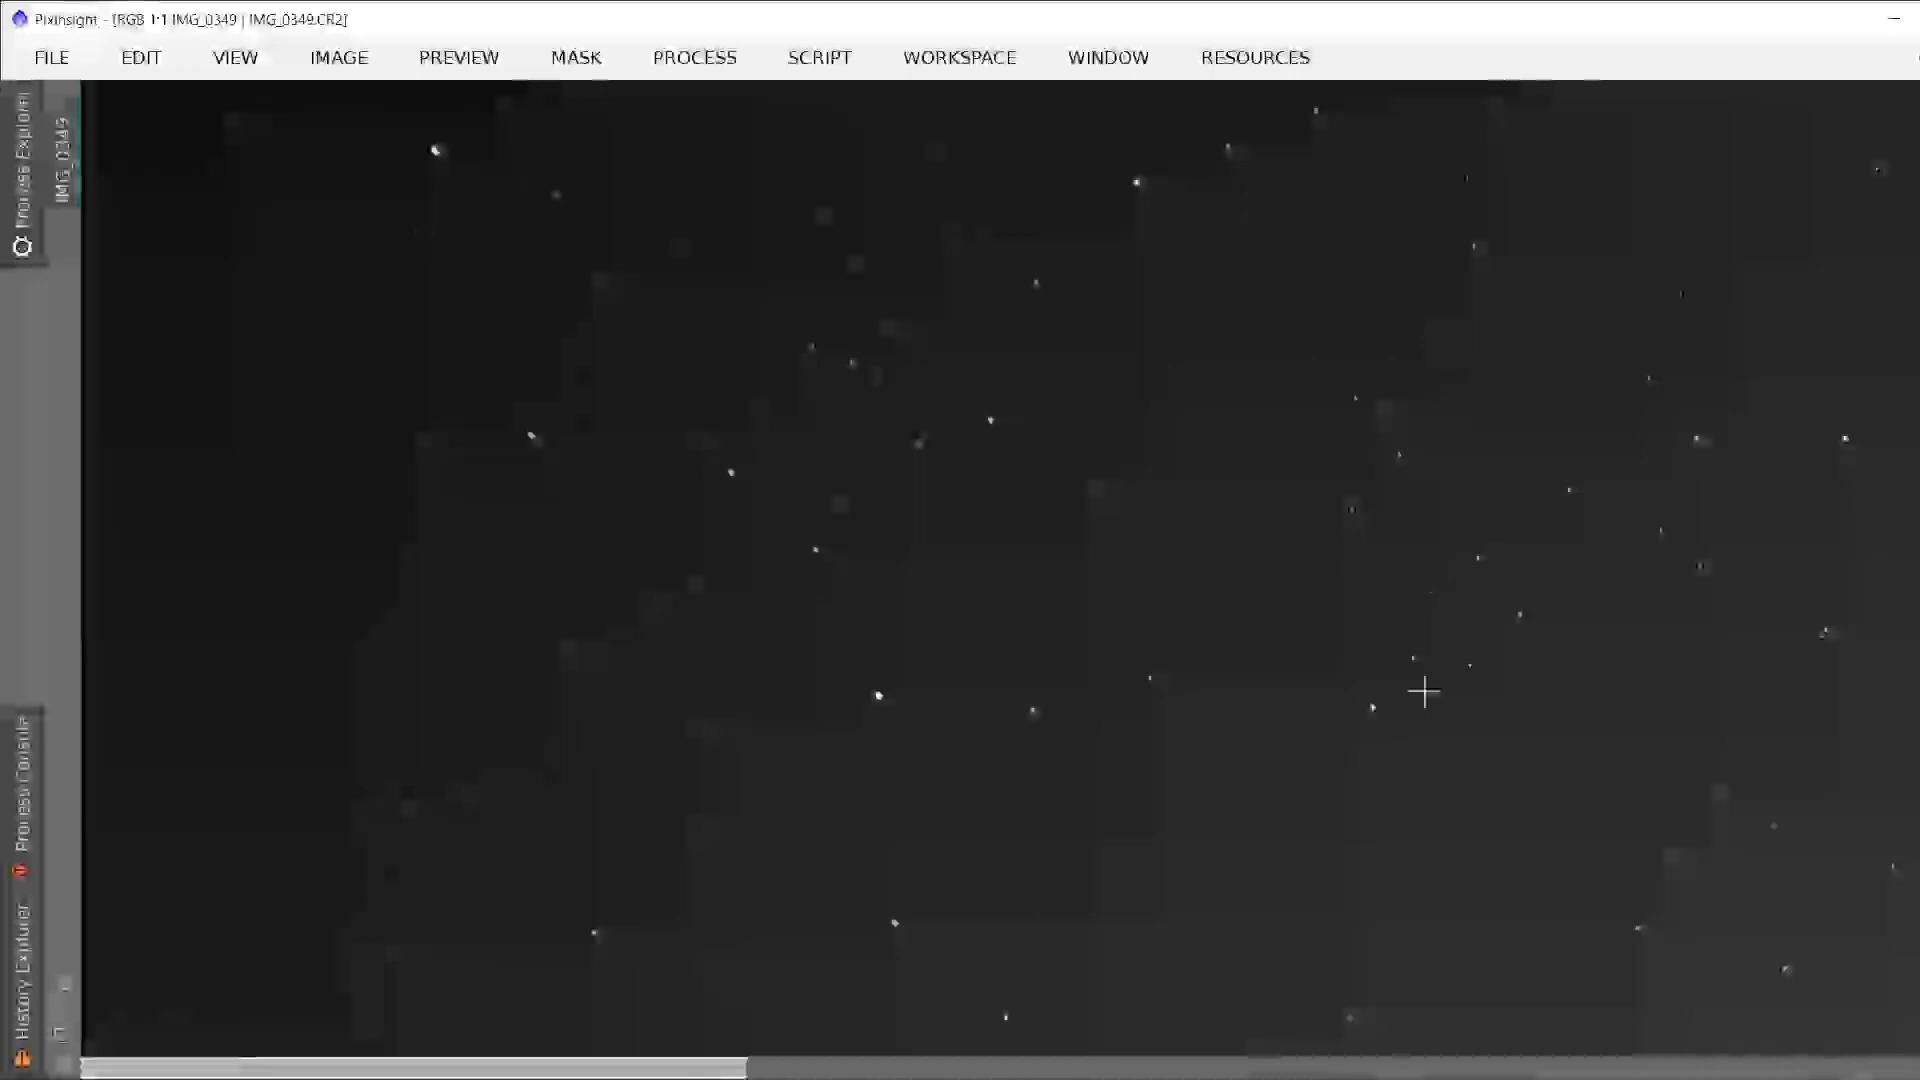 PixInsight - [RGB 1:1 IMG_0349 | IMG_0349.CR2]
FILE EDIT VIEW IMAGE PREVIEW MASK PROCESS SCRIPT WORKSPACE WINDOW RESOURCES
Process Explorer
IMG_0349
Process Console
History Explorer